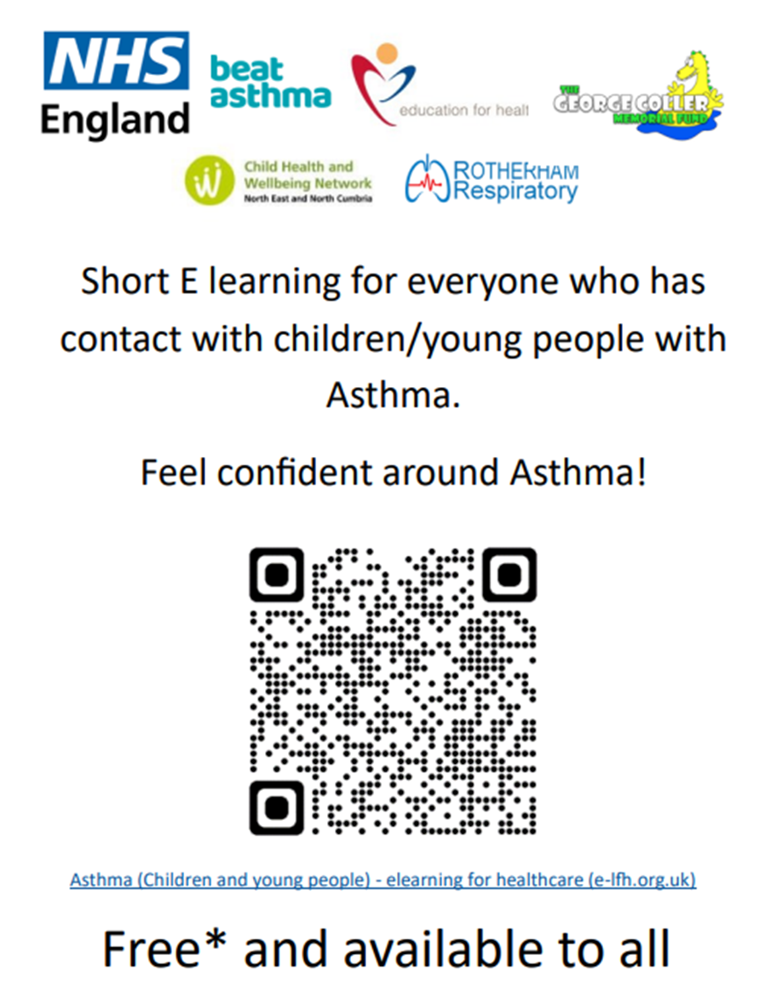 NHS
England
beat
asthma
education for healt
THE
GEORGE COLLER
MEMORIAL FUND
Child Health and
Wellbeing Network
North East and North Cumbria
ROTHERHAM
Respiratory
Short E learning for everyone who has
contact with children/young people with
Asthma.
Feel confident around Asthma!
Asthma (Children and young people) - elearning for healthcare (e-lfh.org.uk)
Free* and available to all